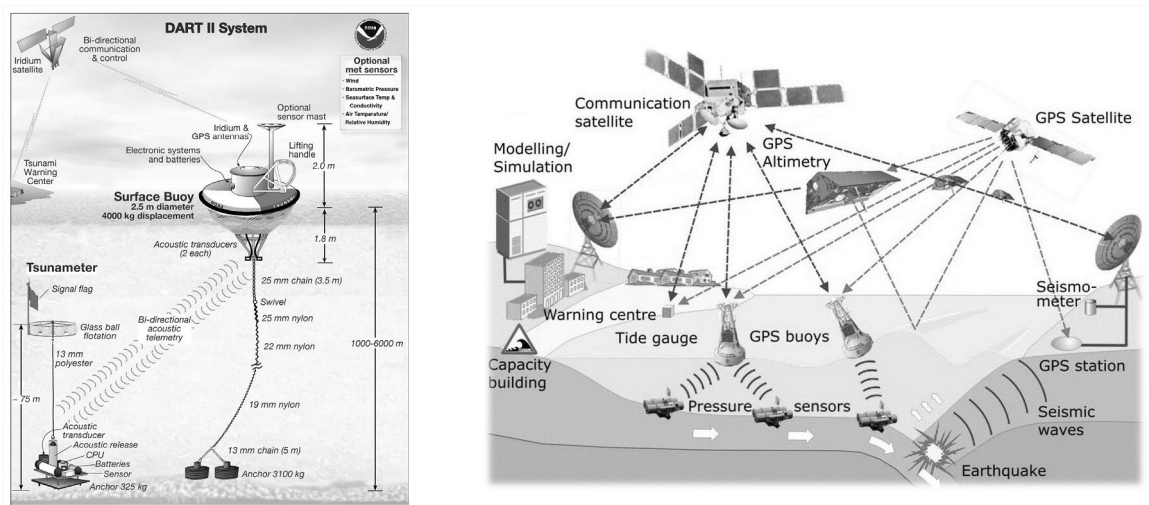 DART II System
NOAA
Optional
met sensors
• Wind
• Barometric Pressure
• Seasurface Temp &
Conductivity
• Air Temperature/
Relative Humidity
Iridium
satellite
Bi-directional
communication
& control
Optional
sensor mast
Iridium &
GPS antennas
Electronic systems
and batteries
Lifting
handle
2.0 m
Tsunami
Warning
Center
Surface Buoy
2.5 m diameter
4000 kg displacement
Acoustic transducers
(2 each)
1.8 m
Tsunameter
Signal flag
25 mm chain (3.5 m)
Swivel
25 mm nylon
Glass ball
flotation
Bi-directional
acoustic
telemetry
22 mm nylon
1000-6000 m
13 mm
polyester
~ 75 m
19 mm nylon
Acoustic
transducer
Acoustic release
CPU
Batteries
Sensor
Anchor 325 kg
13 mm chain (5 m)
Anchor 3100 kg
Communication
satellite
GPS Satellite
Modelling/
Simulation
GPS
Altimetry
Seismo-
meter
Warning centre
Tide gauge
GPS buoys
Capacity
building
GPS station
Pressure sensors
Seismic
waves
Earthquake